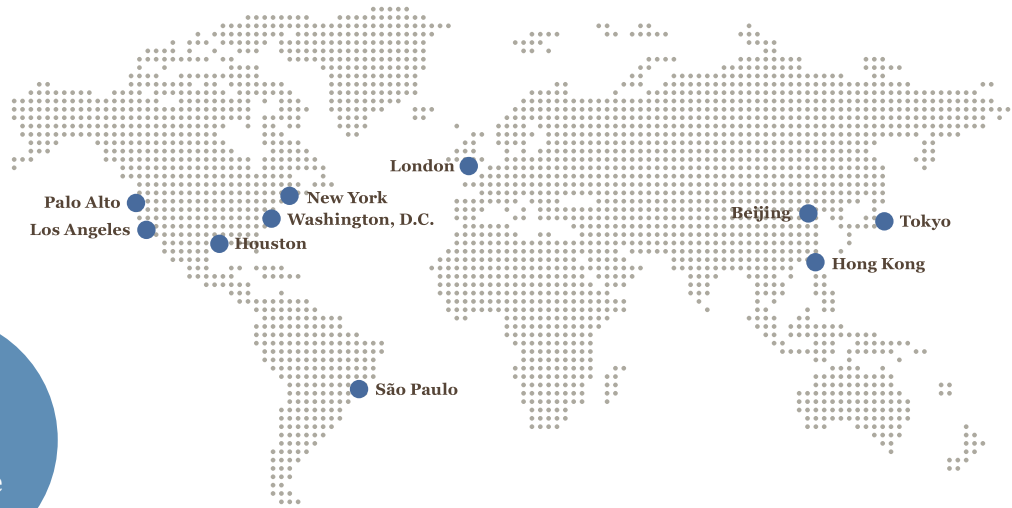 London
Palo Alto
New York
Washington, D.C.
Los Angeles
Houston
Beijing
Tokyo
Hong Kong
São Paulo